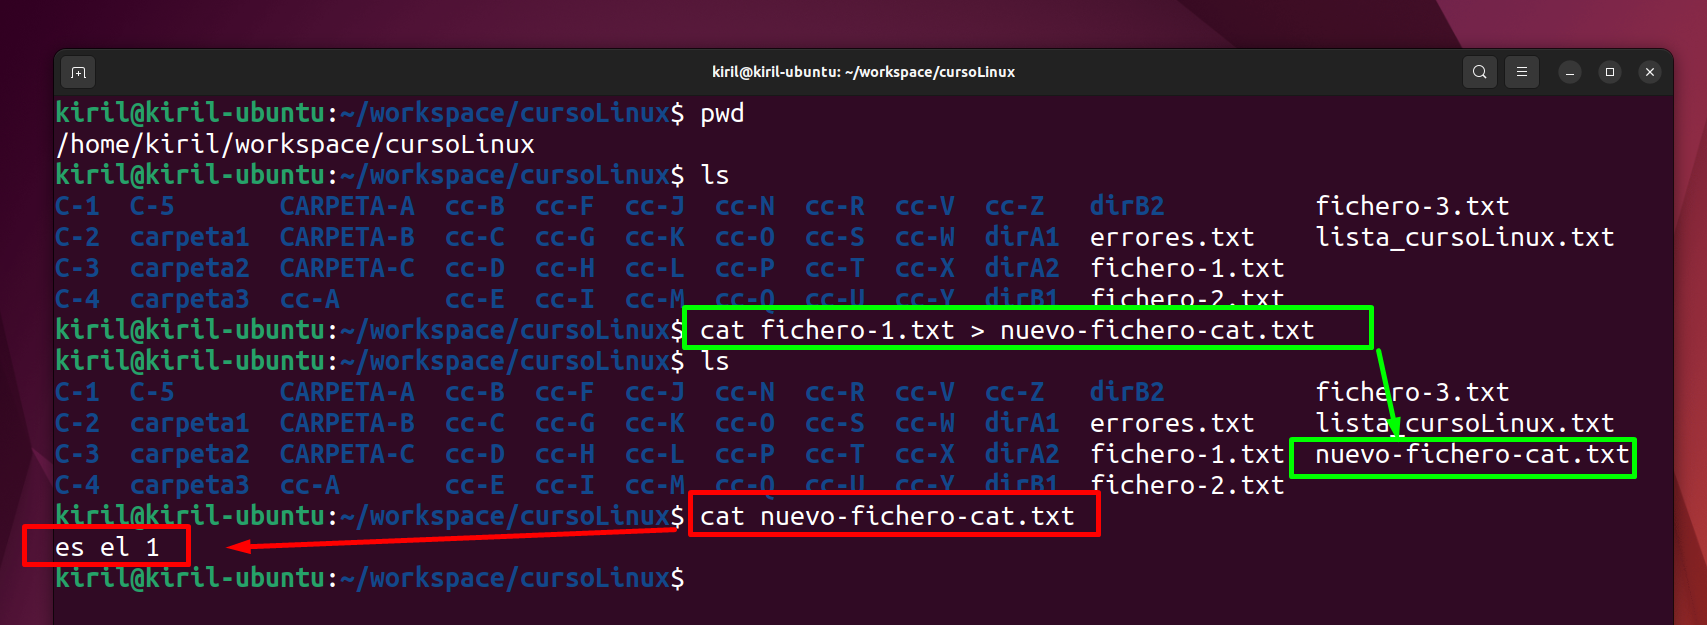 kiril@kiril-ubuntu: ~/workspace/cursoLinux
kiril@kiril-ubuntu:~/workspace/cursoLinux$ pwd
/home/kiril/workspace/cursoLinux
kiril@kiril-ubuntu:~/workspace/cursoLinux$ ls
C-1  C-5       CARPETA-A  cc-B  cc-F  cc-J  cc-N  cc-R  cc-V  cc-Z   dirB2          fichero-3.txt
C-2  carpeta1  CARPETA-B  cc-C  cc-G  cc-K  cc-O  cc-S  cc-W  dirA1  errores.txt    lista_cursoLinux.txt
C-3  carpeta2  CARPETA-C  cc-D  cc-H  cc-L  cc-P  cc-T  cc-X  dirA2  fichero-1.txt
C-4  carpeta3  cc-A       cc-E  cc-I  cc-M  cc-Q  cc-U  cc-Y  dirB1  fichero-2.txt
kiril@kiril-ubuntu:~/workspace/cursoLinux$ cat fichero-1.txt > nuevo-fichero-cat.txt
kiril@kiril-ubuntu:~/workspace/cursoLinux$ ls
C-1  C-5       CARPETA-A  cc-B  cc-F  cc-J  cc-N  cc-R  cc-V  cc-Z   dirB2          fichero-3.txt
C-2  carpeta1  CARPETA-B  cc-C  cc-G  cc-K  cc-O  cc-S  cc-W  dirA1  errores.txt    lista_cursoLinux.txt
C-3  carpeta2  CARPETA-C  cc-D  cc-H  cc-L  cc-P  cc-T  cc-X  dirA2  fichero-1.txt  nuevo-fichero-cat.txt
C-4  carpeta3  cc-A       cc-E  cc-I  cc-M  cc-Q  cc-U  cc-Y  dirB1  fichero-2.txt
kiril@kiril-ubuntu:~/workspace/cursoLinux$ cat nuevo-fichero-cat.txt
es el 1
kiril@kiril-ubuntu:~/workspace/cursoLinux$